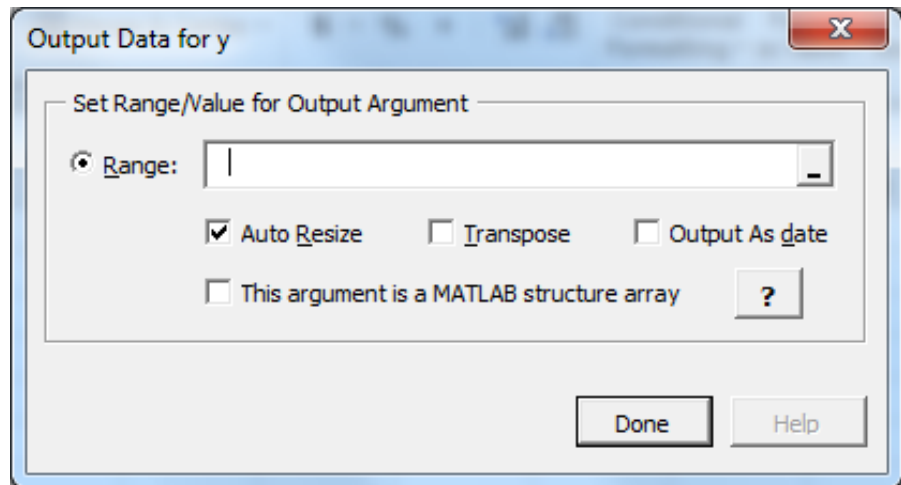 Output Data for y
Set Range/Value for Output Argument
Range:
Auto Resize Transpose Output As date
This argument is a MATLAB structure array ?
Done Help